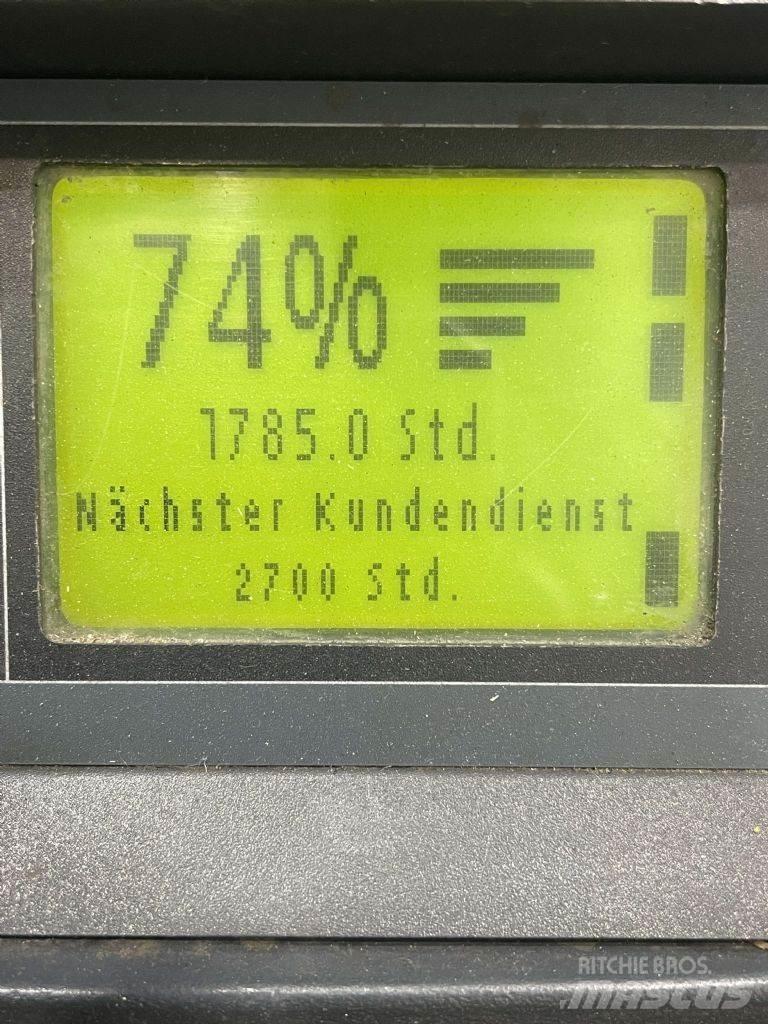 74%
1785.0 Std.
Nächster Kundendienst
2700 Std.
RITCHIE BROS.
MASCUS